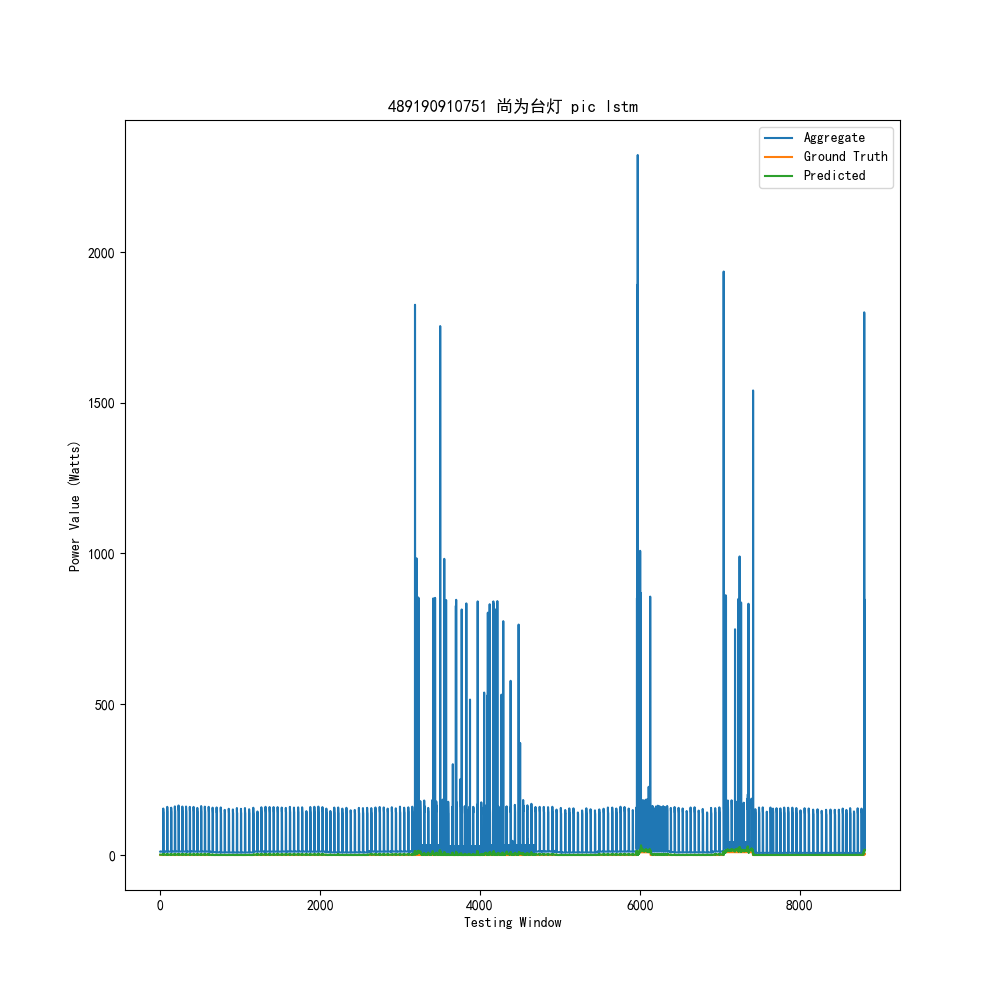 489190910751 尚为台灯 pic lstm
Aggregate
Ground Truth
Predicted
Power Value (Watts)
2000
1500
1000
500
0
0 2000 4000 6000 8000
Testing Window